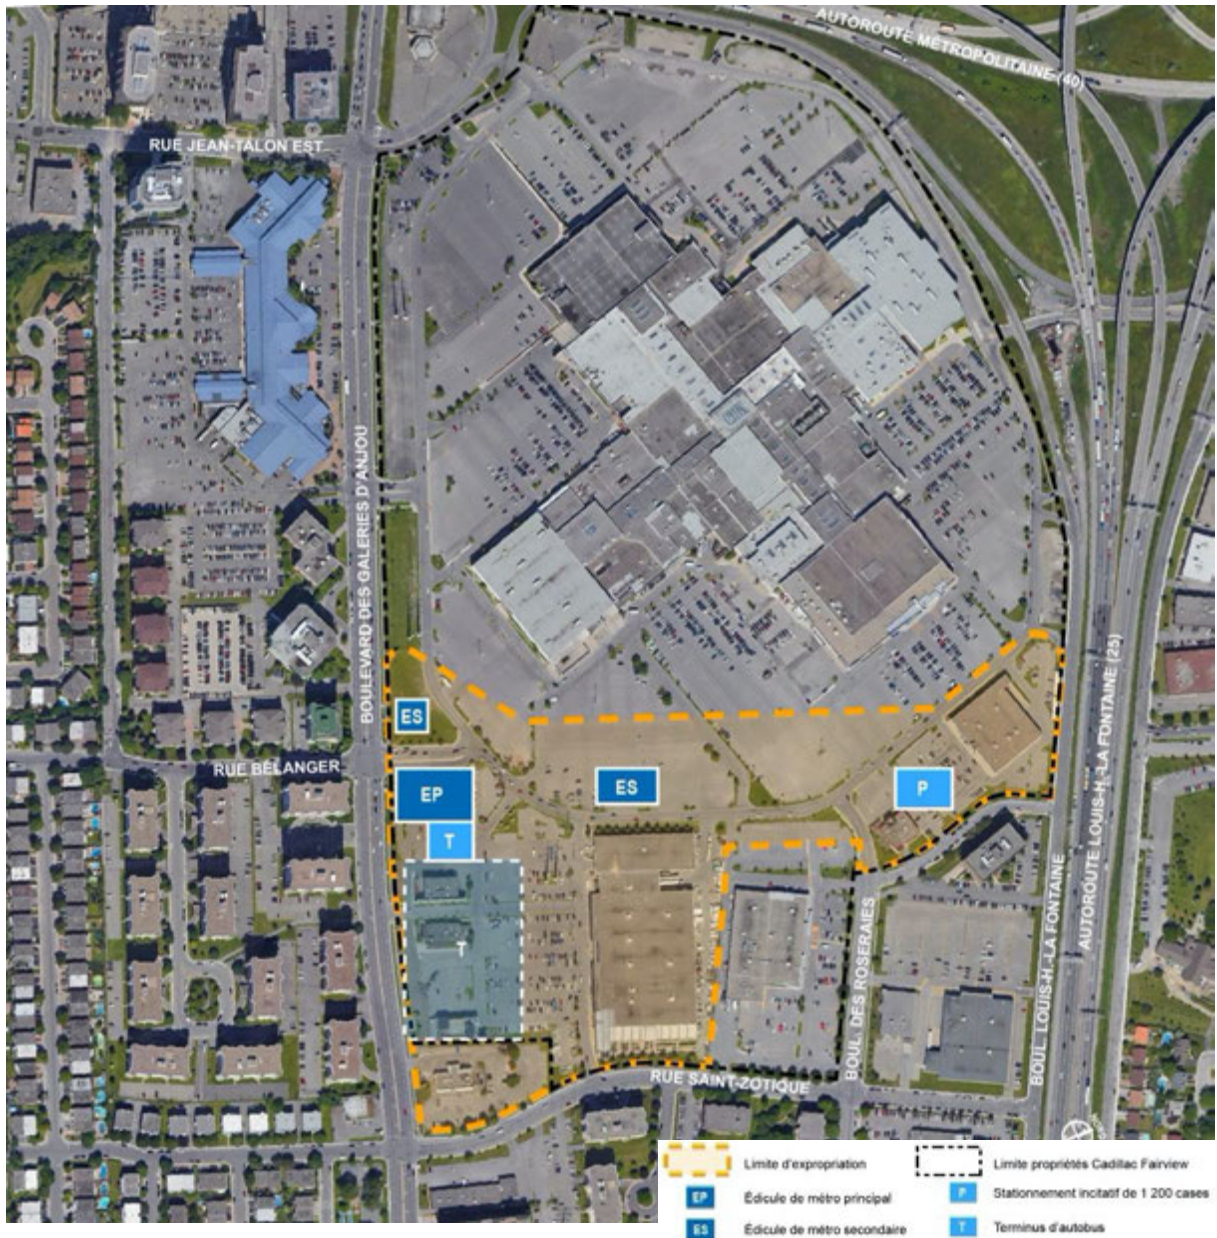 AUTOROUTE MÉTROPOLITAINE (40)
RUE JEAN-TALON EST
BOULEVARD DES GALERIES D'ANJOU
AUTOROUTE LOUIS-H.-LA FONTAINE (25)
ES
RUE BÉLANGER
EP
ES
P
T
T
BOUL. DES ROSERAIES
BOUL. LOUIS-H.-LA FONTAINE
RUE SAINT-ZOTIQUE
Limite d'expropriation
Limite propriétés Cadillac Fairview
EP Édicule de métro principal
P Stationnement incitatif de 1 200 cases
ES Édicule de métro secondaire
T Terminus d'autobus